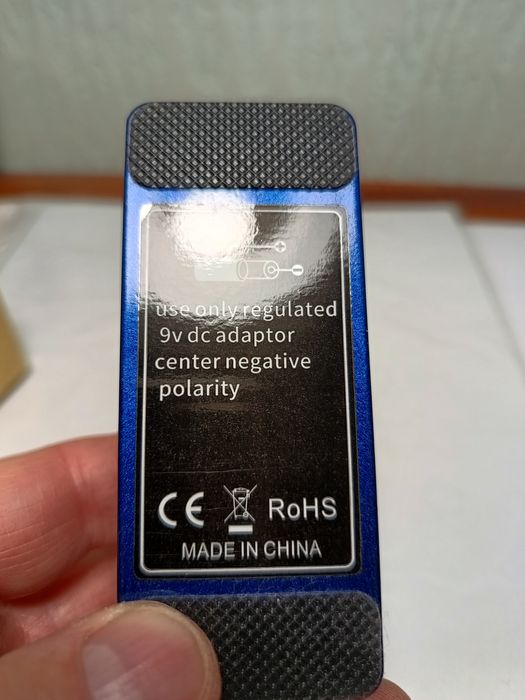 use only regulated
9v dc adaptor
center negative
polarity
CE RoHS
MADE IN CHINA